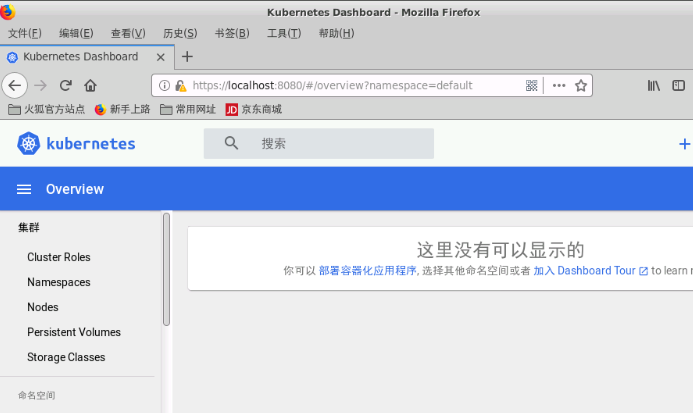 Kubernetes Dashboard - Mozilla Firefox
文件(F) 编辑(E) 查看(V) 历史(S) 书签(B) 工具(T) 帮助(H)
Kubernetes Dashboard
https://localhost:8080/#/overview?namespace=default
火狐官方站点 新手上路 常用网址 JD 京东商城
kubernetes 搜索
Overview
集群
Cluster Roles
Namespaces
Nodes
Persistent Volumes
Storage Classes
命名空间
这里没有可以显示的
你可以 部署容器化应用程序, 选择其他命名空间或者 加入 Dashboard Tour to learn